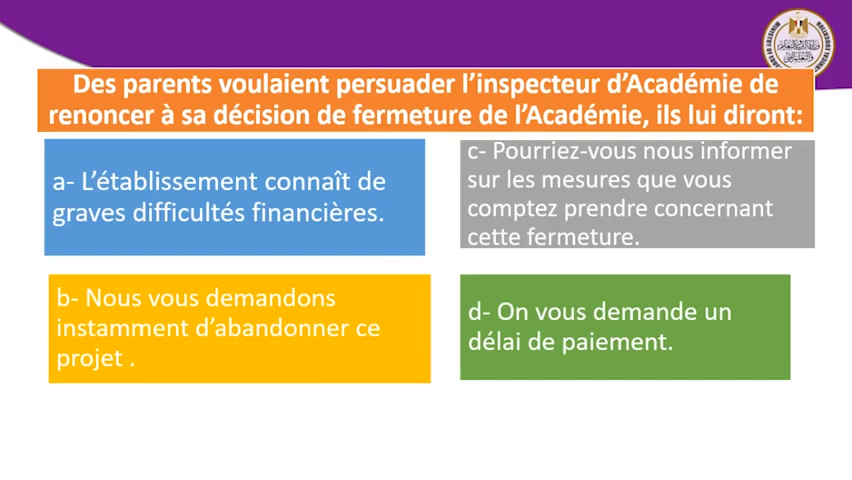 Des parents voulaient persuader l'inspecteur d'Académie de
renoncer à sa décision de fermeture de l'Académie, ils lui diront:
a- L'établissement connaît de
graves difficultés financières.
c- Pourriez-vous nous informer
sur les mesures que vous
comptez prendre concernant
cette fermeture.
b- Nous vous demandons
instamment d'abandonner ce
projet .
d- On vous demande un
délai de paiement.